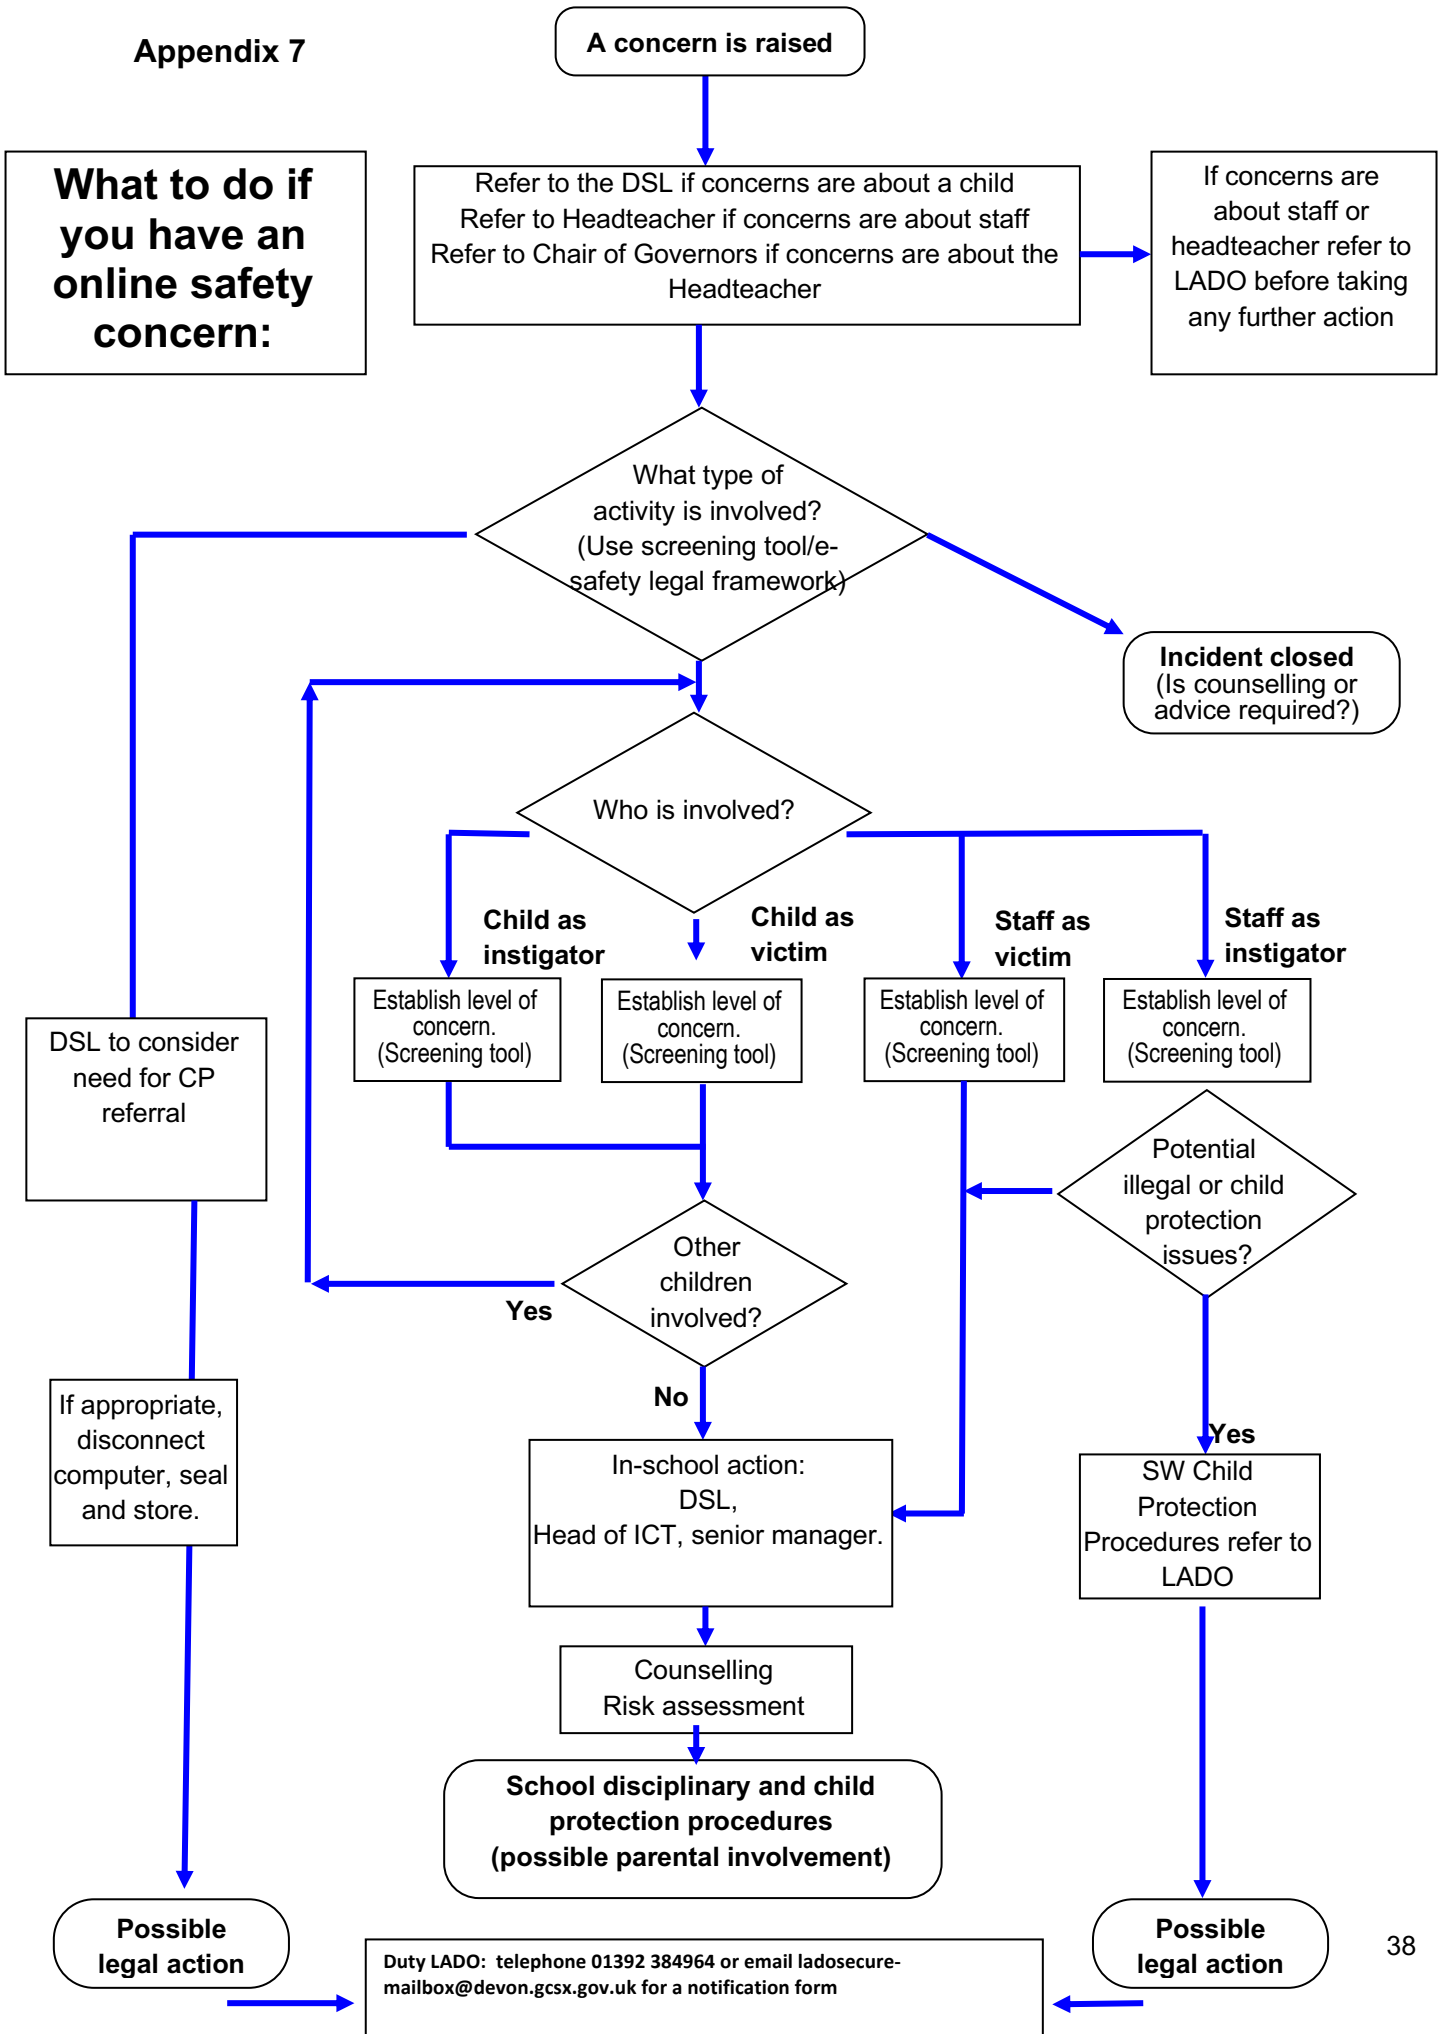 Appendix 7
A concern is raised
What to do if
you have an
online safety
concern:
Refer to the DSL if concerns are about a child
Refer to Headteacher if concerns are about staff
Refer to Chair of Governors if concerns are about the
Headteacher
If concerns are
about staff or
headteacher refer to
LADO before taking
any further action
What type of
activity is involved?
(Use screening tool/e-
safety legal framework)
Incident closed
(Is counselling or
advice required?)
Who is involved?
Child as
instigator
Child as
victim
Staff as
victim
Staff as
instigator
Establish level of
concern.
(Screening tool)
Establish level of
concern.
(Screening tool)
Establish level of
concern.
(Screening tool)
Establish level of
concern.
(Screening tool)
DSL to consider
need for CP
referral
Potential
illegal or child
protection
issues?
Other
children
involved?
Yes
No
Yes
If appropriate,
disconnect
computer, seal
and store.
In-school action:
DSL,
Head of ICT, senior manager.
SW Child
Protection
Procedures refer to
LADO
Counselling
Risk assessment
School disciplinary and child
protection procedures
(possible parental involvement)
Possible
legal action
Possible
legal action
Duty LADO: telephone 01392 384964 or email ladosecure-
mailbox@devon.gcsx.gov.uk for a notification form
38